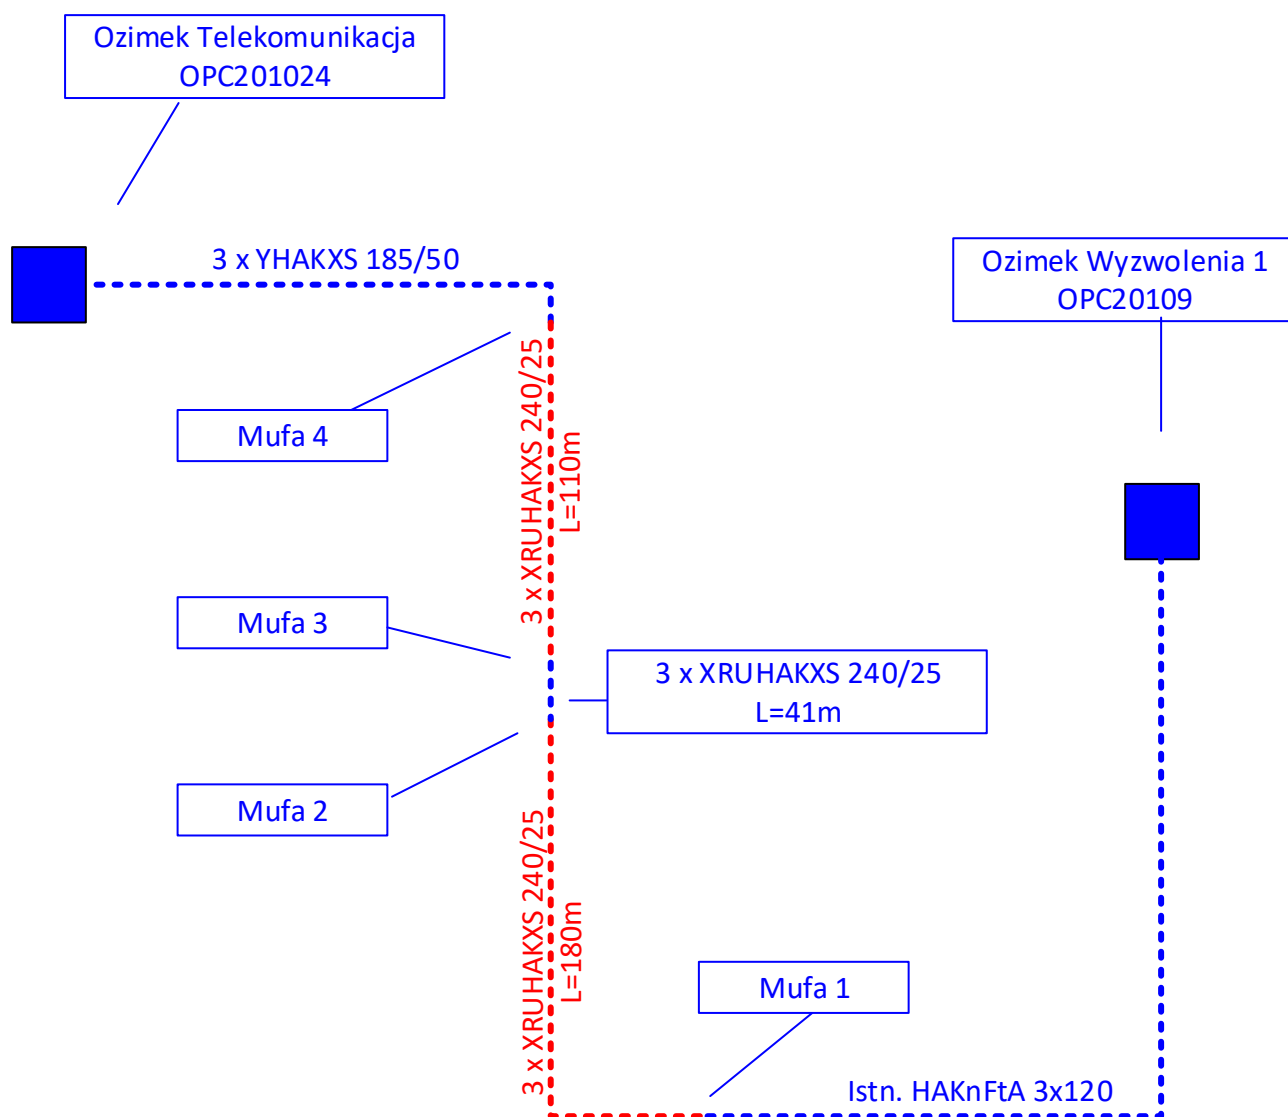 Ozimek Telekomunikacja
OPC201024
3 x YHAKXS 185/50
Ozimek Wyzwolenia 1
OPC20109
Mufa 4
3 x XRUHAKXS 240/25
L=110m
Mufa 3
3 x XRUHAKXS 240/25
L=41m
Mufa 2
3 x XRUHAKXS 240/25
L=180m
Mufa 1
Istn. HAKnFtA 3x120